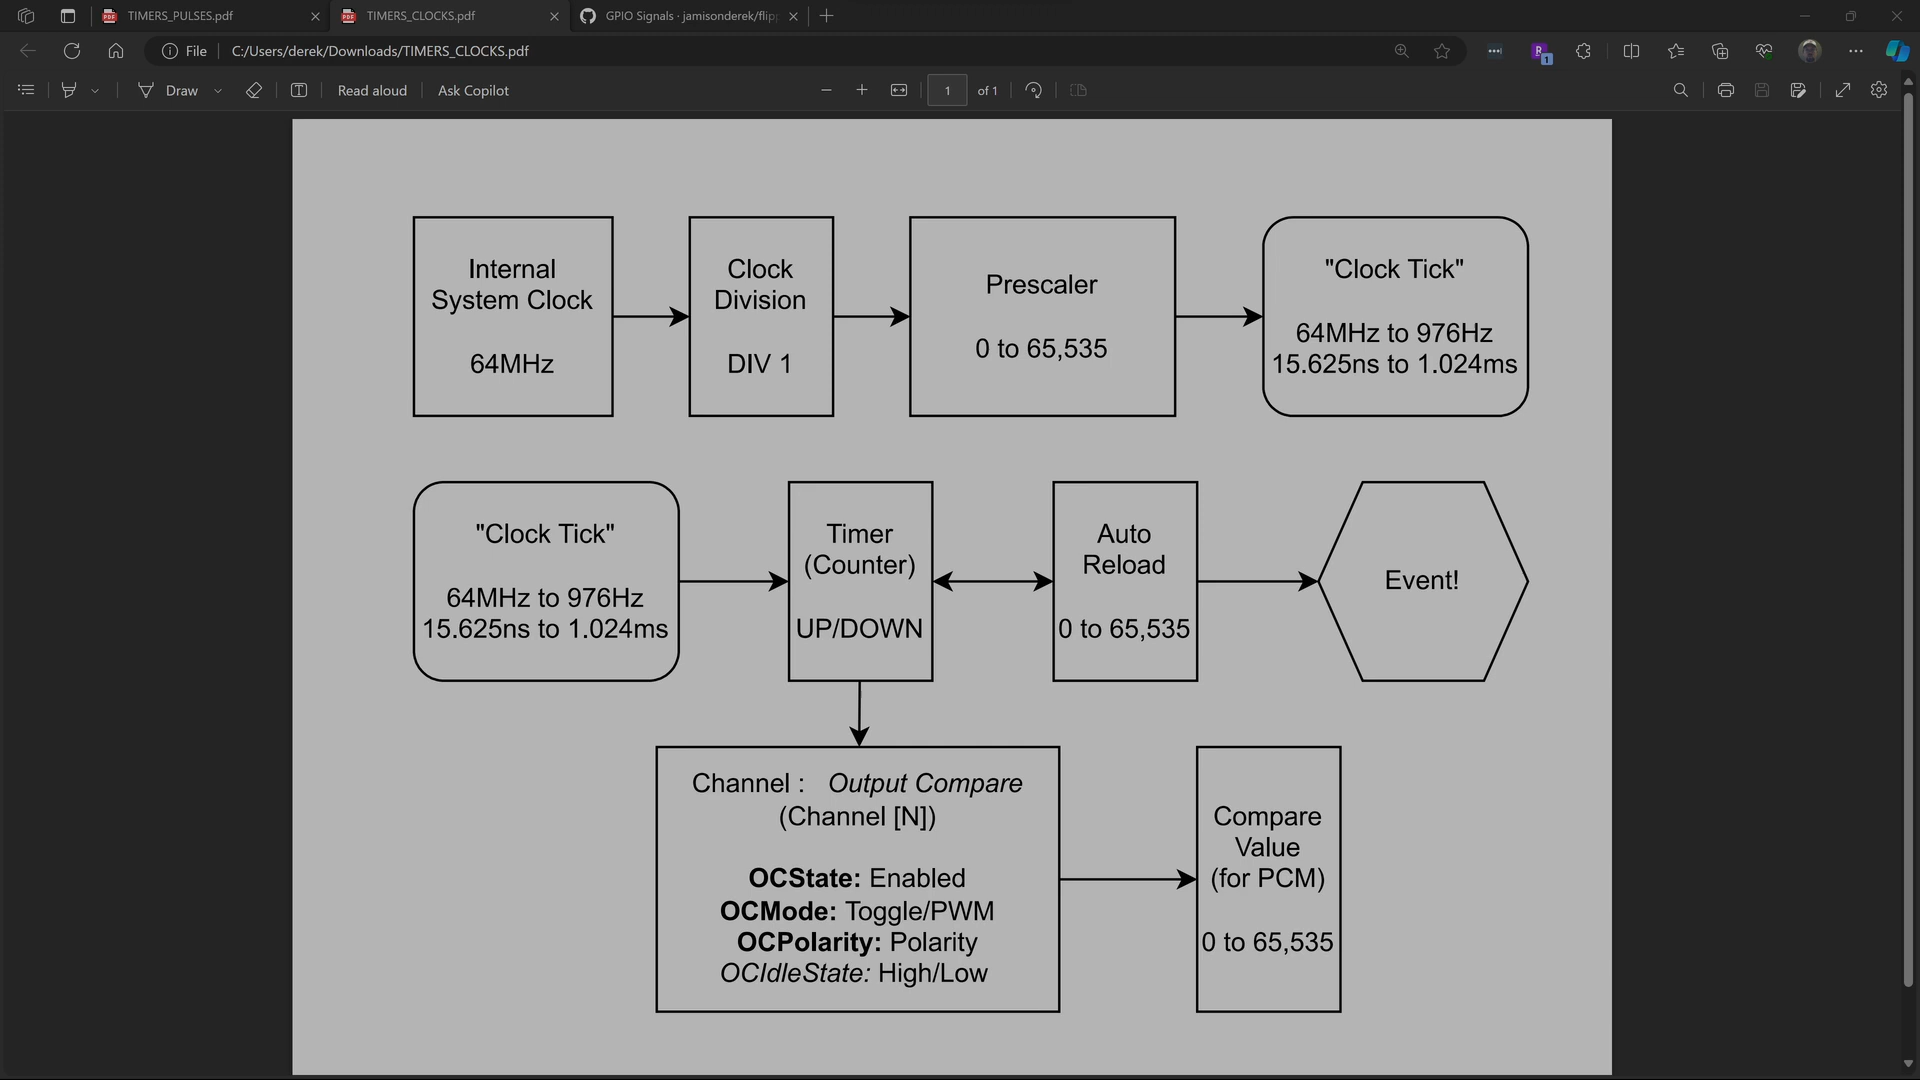 TIMERS_PULSES.pdf
TIMERS_CLOCKS.pdf
GPIO Signals · jamisonderek/flip
File
C:/Users/derek/Downloads/TIMERS_CLOCKS.pdf
R
1
Draw
Read aloud
Ask Copilot
1
of 1
Internal
System Clock
64MHz
Clock
Division
DIV 1
Prescaler
0 to 65,535
"Clock Tick"
64MHz to 976Hz
15.625ns to 1.024ms
"Clock Tick"
64MHz to 976Hz
15.625ns to 1.024ms
Timer
(Counter)
UP/DOWN
Auto
Reload
0 to 65,535
Event!
Channel : Output Compare
(Channel [N])
OCState: Enabled
OCMode: Toggle/PWM
OCPolarity: Polarity
OCIdleState: High/Low
Compare
Value
(for PCM)
0 to 65,535